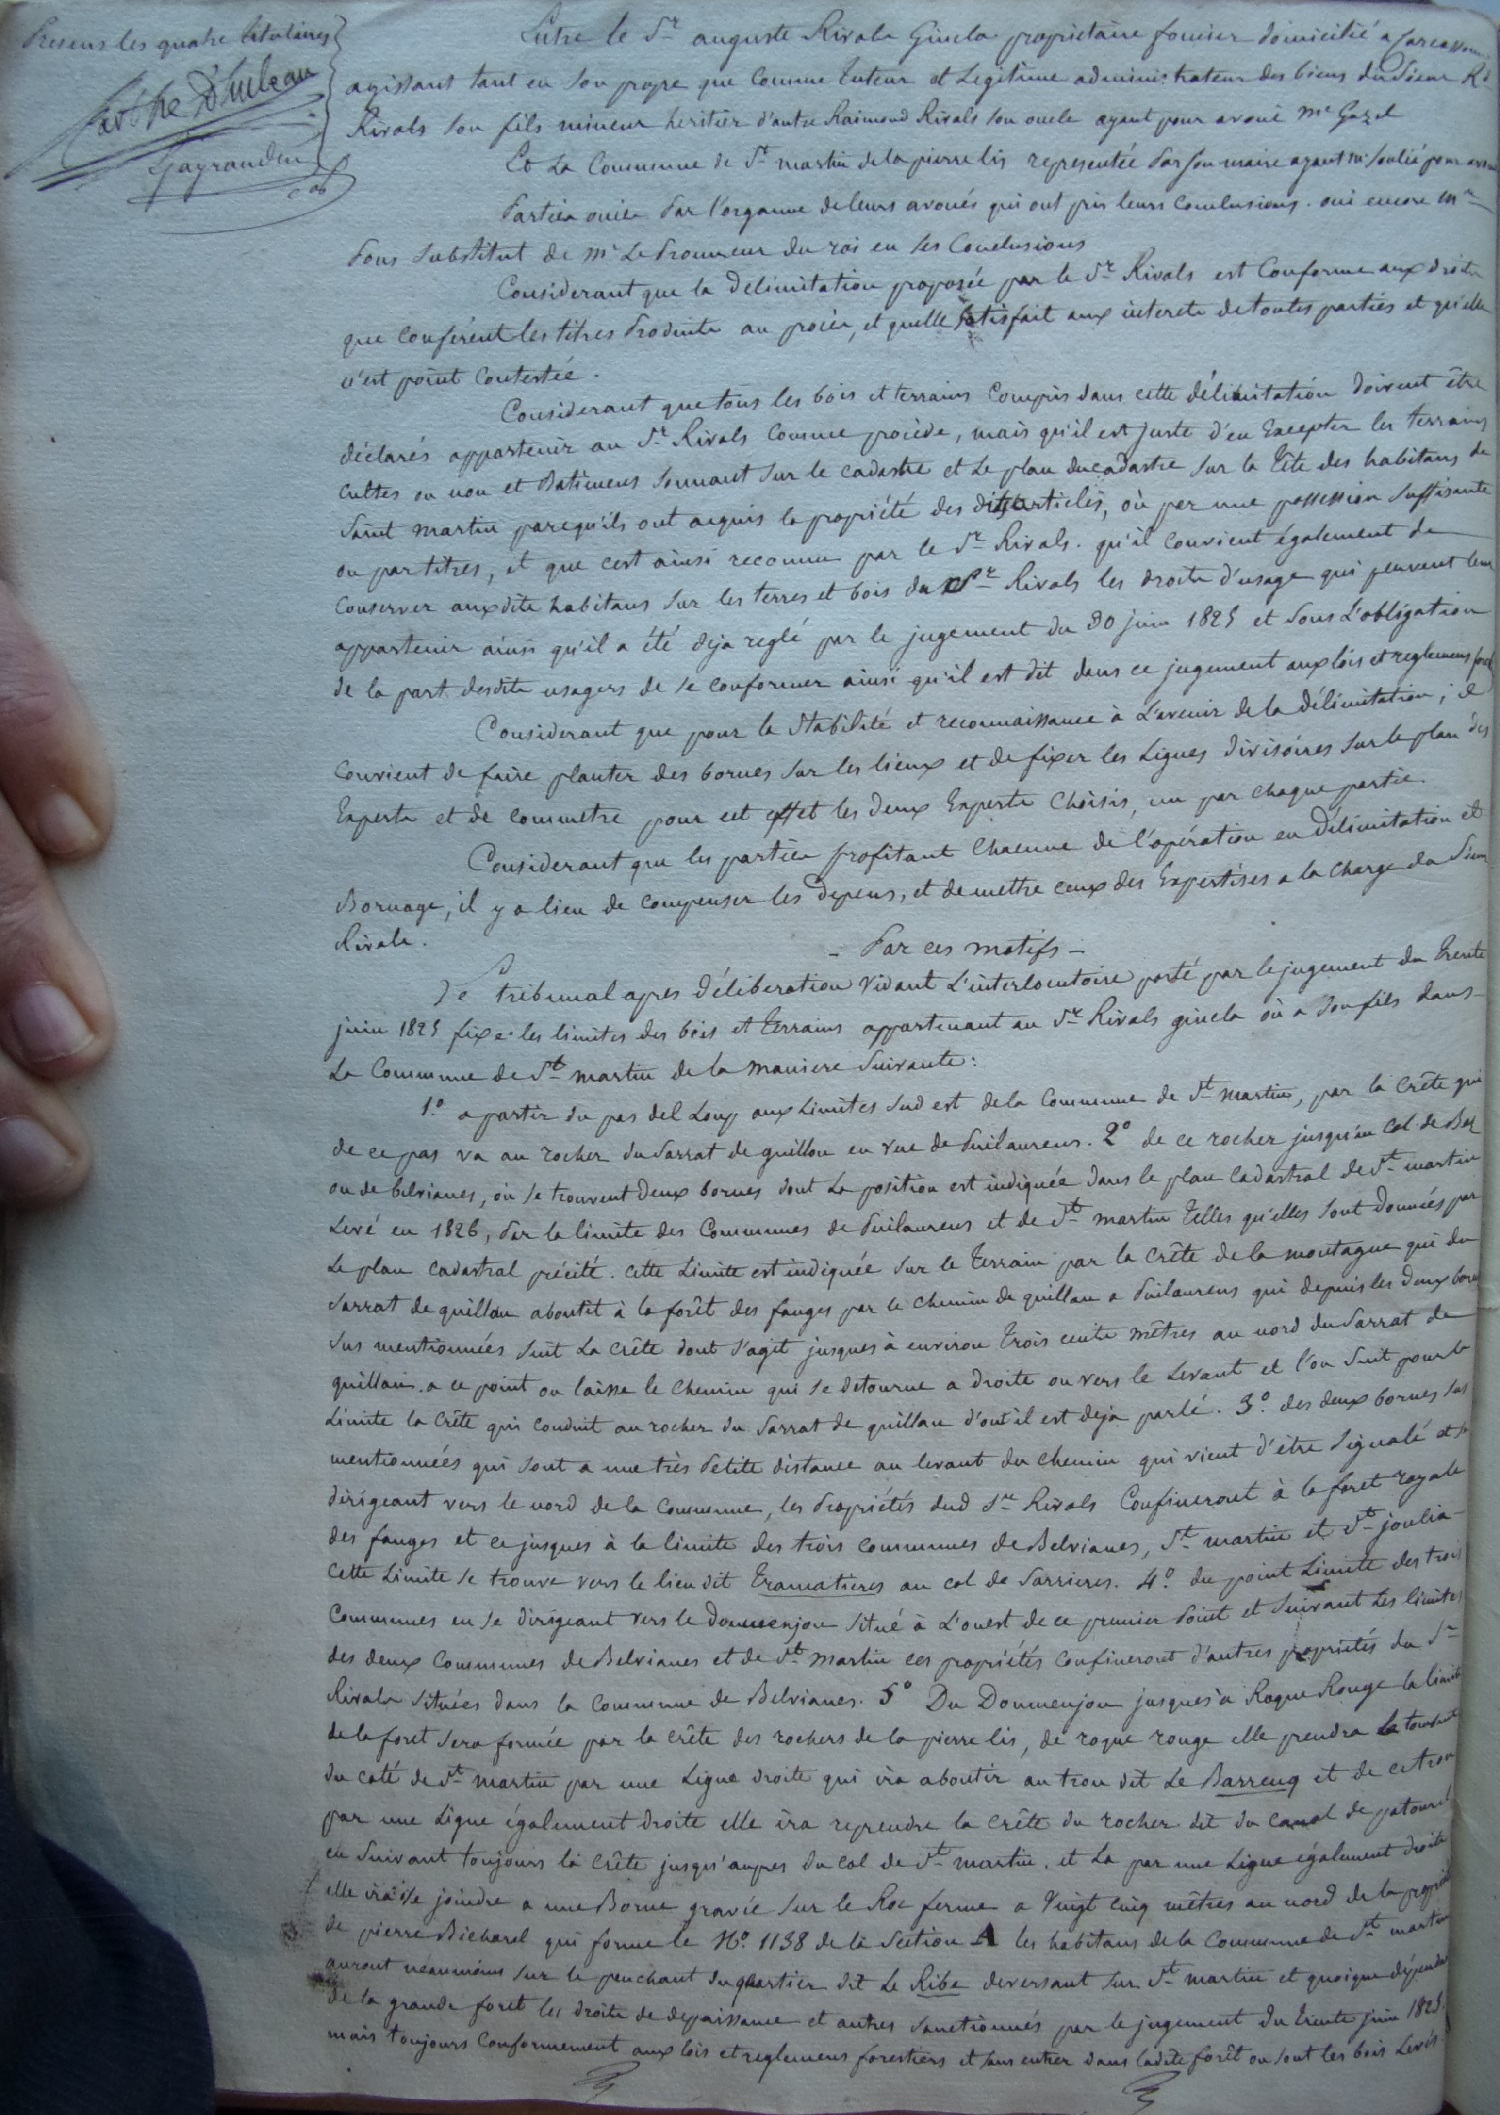 Presens les quatre titulaires
Entre le Sr auguste Rivals Gincla proprietaire foncier domicilié a Carcassonne
agissant tant en son propre que comme tuteur et Legitime administrateur des biens du Sieur Rd
Rivals son fils mineur heritier d'autre Raimond Rivals son oncle ayant pour avoué Me Gazel
Et La Commune de St martin de la pierre lis representée par son maire ayant Me Soulié pour avoué
Parties ouies Par l'organne de leurs avoués qui ont pris leurs Conclusions. oui encore Mr
Pons Substitut de Mr Le Procureur du roi en ses Conclusions
Considerant que la Délimitation proposée par le Sr Rivals est Conforme aux droits
que conférent les titres Produits au procès, et quelle satisfait aux interets de toutes parties et qu'elle
n'est point Contestée.
Considerant que tous les bois et terrains Compris dans cette délimitation doivent être
déclarés appartenir au Sr Rivals Comme procède, mais qu'il est juste d'en Excepter les terrains
cultes ou non et Batimens Sonnant sur le cadastre et Le plan du cadastre sur la Tête des habitans de
Saint martin parcequ'ils ont acquis la propriété des dits articles, où par une possession suffisante
ou par titres, et que cest ainsi reconnu par le Sr Rivals. qu'il convient également de
Conserver aux dits habitans sur les terres et bois du Sr Rivals les droits d'usage qui peuvent leur
appartenir ainsi qu'il a été deja reglé par le jugement du 30 juin 1825 et sous L'obligation
de la part desdits usagers de se conformer ainsi qu'il est dit dans ce jugement aux lois et reglemens forest
Considerant que pour la Stabilité et reconnaissance à L'avenir de la délimitation, il
Convient de faire planter des bornes sur les lieux et de fixer les Lignes divisoires sur le plan des
Experts et de commettre pour cet effet les deux Experts Choisis, un par chaque partie.
Considerant que les parties profitant Chacune de l'opération en Délimitation et
Bornage, il y a lieu de compenser les Depens, et de mettre ceux des Expertises a la charge du Sieur
Rivals.
- Par ces motifs -
Le tribunal apres déliberation vidant L'interlocutoire porté par le jugement du trente
juin 1825 fixe les limites des bois et terrains appartenant au Sr Rivals gincla où a son fils dans
La Commune de St martin de la maniere Suivante:
1o a partir du pas del Loup aux Limites Sud est de la Commune de St martin, par la crête qui
de ce pas va au rocher du Sarrat de quillan en vue de Puilaurens. 2o de ce rocher jusqu'au col de Bel
ou de belvianes, où se trouvent deux bornes dont La position est indiquée dans le plan cadastral de St martin
Levé en 1826, Par la limite des Communes de Puilaurens et de St martin Telles qu'elles sont données par
Le plan cadastral précité. cette Limite est indiquée sur le terrain par la crête de la montagne qui du
Sarrat de quillan aboutit à la forêt des fanges par le chemin de quillan a Puilaurens qui depuis les deux bornes
sus mentionnées suit La crête dont s'agit jusques à environ trois cents mètres au nord du Sarrat de
quillan. a ce point on laisse le chemin qui se detourne a droite ou vers le Levant et l'on suit pour la
Limite la crête qui conduit au rocher du Sarrat de quillan d'out il est deja parlé. 3o. des deux bornes sus
mentionnées qui sont a une très Petite distance au levant du chemin qui vient d'être signalé et se
dirigeant vers le nord de la Commune, les Propriétés dud Sr Rivals Confineront à la foret royale
des fanges et ce jusques à la limite des trois communes de Belvianes, St martin et St joulia
Cette Limite se trouve vers le lieu dit Eramatieres au col de Sarrieres. 4o. du point Limite des trois
Communes en se dirigeant vers le Doumenjou situé à L'ouest de ce premier Point et Suivant Les limites
des deux Communes de Belvianes et de St martin ces propriétés confineront d'autres propriétés du Sr
Rivals situées dans la Commune de Belvianes. 5o Du Doumenjou jusques à Roque Rouge la limite
de la foret sera formée par la crête des rochers de la pierre lis, de roque rouge elle prendra Le tournant
du coté de St martin par une Ligne droite qui ira aboutir au trou dit Le Barrenq et de ce trou
par une Ligne également droite elle ira reprendre la crête du rocher dit du canal de patourel
en suivant toujours la crête jusqu'aupres du Col de St martin. et La par une Ligne également droite
elle ira se joindre a une Borne gravée sur le Roc ferme a Vingt cinq mètres au nord de la propriété
de pierre Bicharel qui forme le No. 1138 de la Section A les habitans de la Commune de St martin
auront néanmoins sur le penchant du quartier dit Le Ribe deversant sur St martin et quoique dépendant
de la grande foret les droits de depaissance et autres sanctionnés par le jugement du trente juin 1825.
mais toujours Conformement aux lois et reglemens forestiers et sans entrer dans ladite forêt ou sont les bois Levés